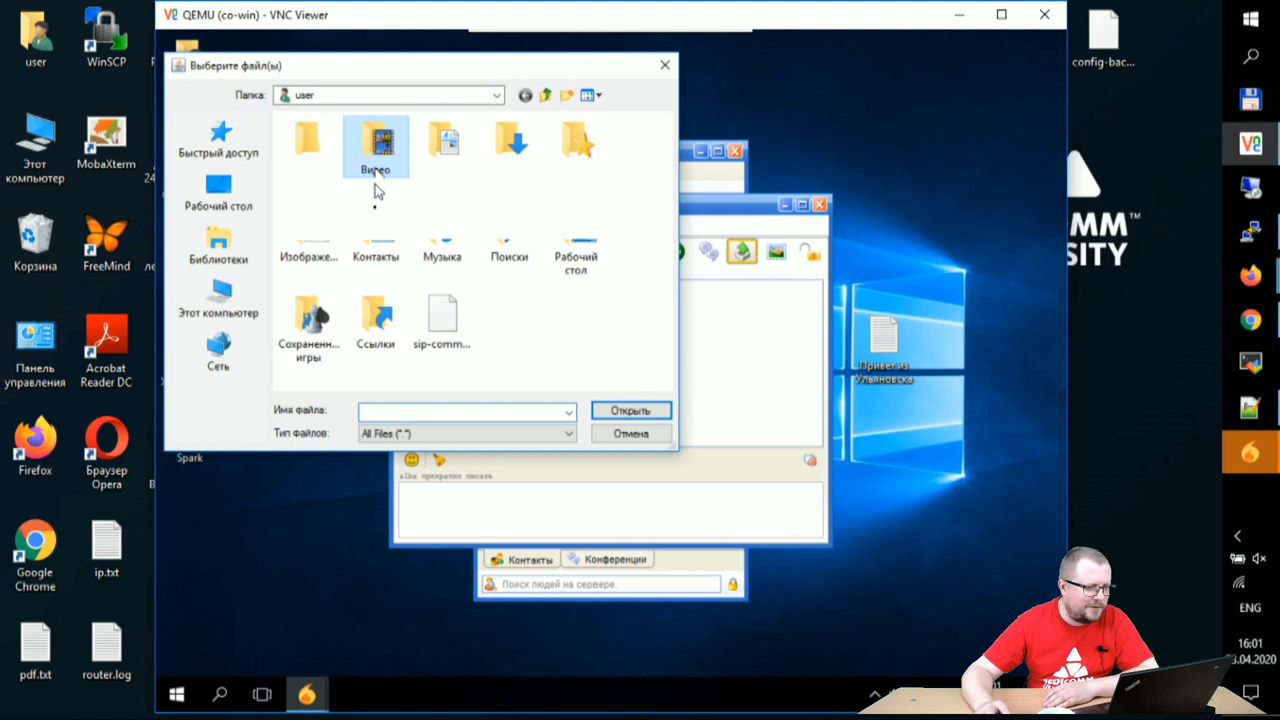 QEMU (co-win) - VNC Viewer
user
WinSCP
Этот
компьютер
MobaXterm
Корзина
FreeMind
Панель
управления
Acrobat
Reader DC
Firefox
Браузер
Opera
Google
Chrome
ip.txt
pdf.txt
router.log
Выберите файл(ы)
Папка:
user
Быстрый доступ
Рабочий стол
Библиотеки
Этот компьютер
Сеть
Видео
Изображе...
Контакты
Музыка
Поиски
Рабочий
стол
Сохраненн...
игры
Ссылки
sip-comm...
Имя файла:
Открыть
Тип файлов:
All Files (*.*)
Отмена
Spark
alba прекратил писать
Контакты
Конференции
Поиск людей на сервере.
Привет из
Ульяновска
config-bac...
ENG
16:01